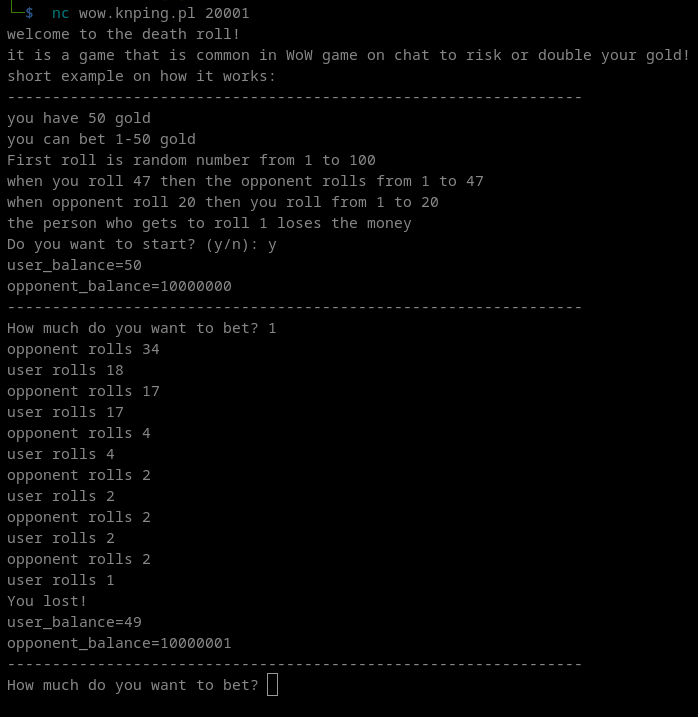 └─$ nc wow.knping.pl 20001
welcome to the death roll!
it is a game that is common in WoW game on chat to risk or double your gold!
short example on how it works:
----------------------------------------------------------------
you have 50 gold
you can bet 1-50 gold
First roll is random number from 1 to 100
when you roll 47 then the opponent rolls from 1 to 47
when opponent roll 20 then you roll from 1 to 20
the person who gets to roll 1 loses the money
Do you want to start? (y/n): y
user_balance=50
opponent_balance=10000000
----------------------------------------------------------------
How much do you want to bet? 1
opponent rolls 34
user rolls 18
opponent rolls 17
user rolls 17
opponent rolls 4
user rolls 4
opponent rolls 2
user rolls 2
opponent rolls 2
user rolls 2
opponent rolls 2
user rolls 1
You lost!
user_balance=49
opponent_balance=10000001
----------------------------------------------------------------
How much do you want to bet?